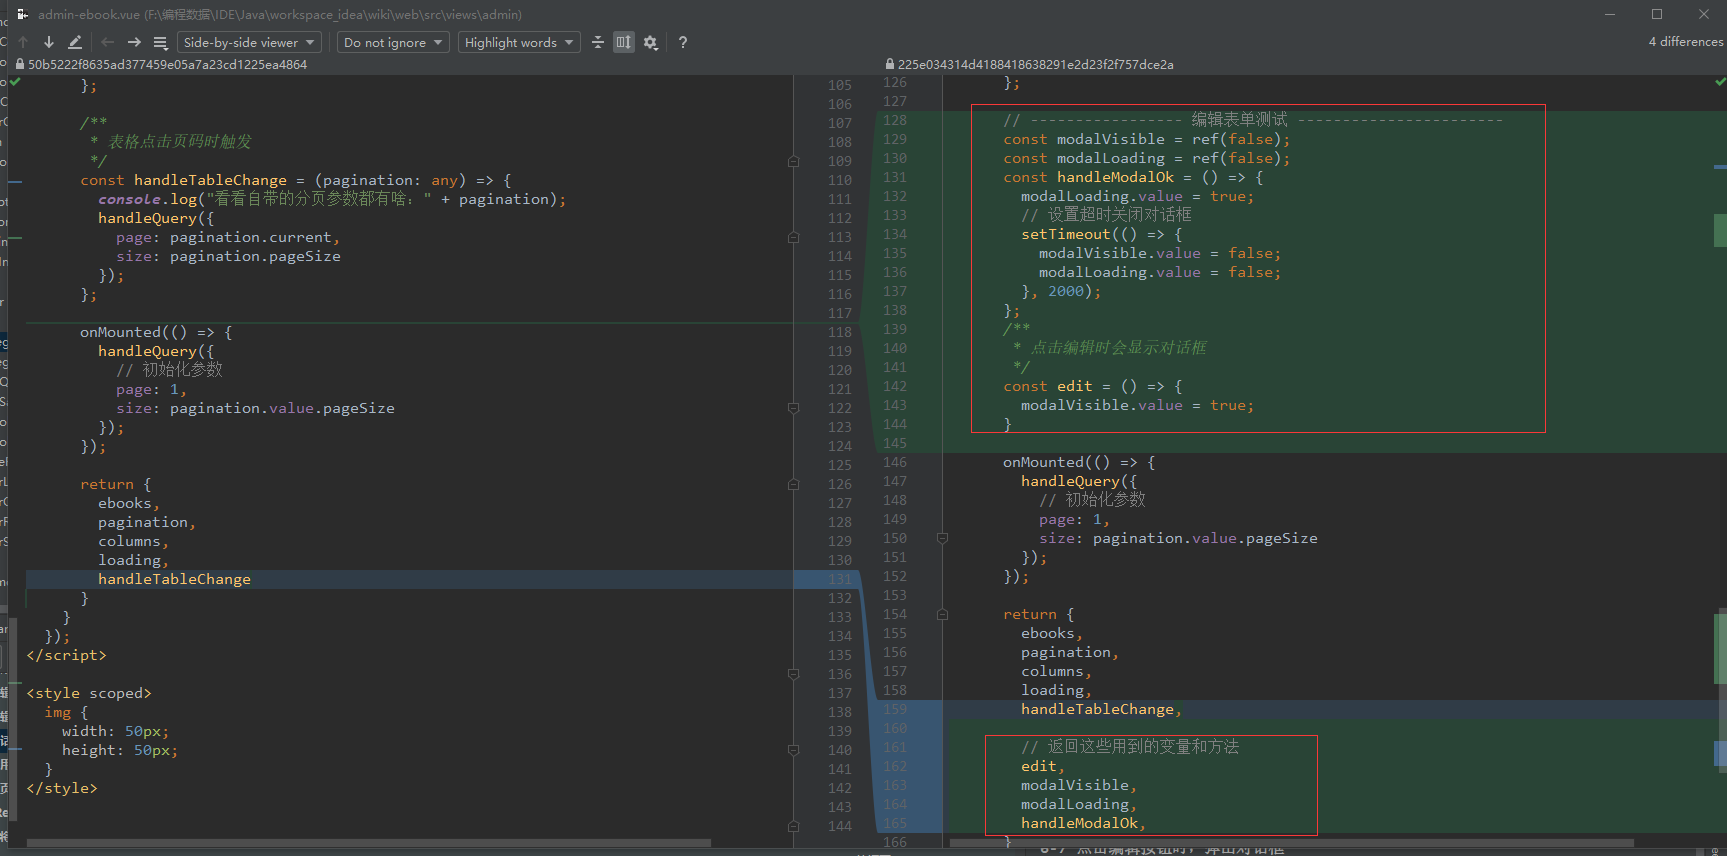 admin-ebook.vue (F:\编程数据\IDE\Java\workspace_idea\wiki\web\src\views\admin)
Side-by-side viewer
Do not ignore
Highlight words
?
4 differences
50b5222f8635ad377459e05a7a23cd1225ea4864
225e034314d4188418638291e2d23f2f757dce2a
105 };
106
107 /**
108 * 表格点击页码时触发
109 */
110 const handleTableChange = (pagination: any) => {
111 console.log("看看自带的分页参数都有啥: " + pagination);
112 handleQuery({
113 page: pagination.current,
114 size: pagination.pageSize
115 });
116 };
117
118 onMounted(() => {
119 handleQuery({
120 // 初始化参数
121 page: 1,
122 size: pagination.value.pageSize
123 });
124 });
125
126 return {
127 ebooks,
128 pagination,
129 columns,
130 loading,
131 handleTableChange
132 }
133 }
134 });
135 </script>
136
137 <style scoped>
138 img {
139 width: 50px;
140 height: 50px;
141 }
142 </style>
143
144
126 };
127
128 // ----------------- 编辑表单测试 -----------------------
129 const modalVisible = ref(false);
130 const modalLoading = ref(false);
131 const handleModalOk = () => {
132 modalLoading.value = true;
133 // 设置超时关闭对话框
134 setTimeout(() => {
135 modalVisible.value = false;
136 modalLoading.value = false;
137 }, 2000);
138 };
139 /**
140 * 点击编辑时会显示对话框
141 */
142 const edit = () => {
143 modalVisible.value = true;
144 }
145
146 onMounted(() => {
147 handleQuery({
148 // 初始化参数
149 page: 1,
150 size: pagination.value.pageSize
151 });
152 });
153
154 return {
155 ebooks,
156 pagination,
157 columns,
158 loading,
159 handleTableChange,
160
161 // 返回这些用到的变量和方法
162 edit,
163 modalVisible,
164 modalLoading,
165 handleModalOk,
166 }